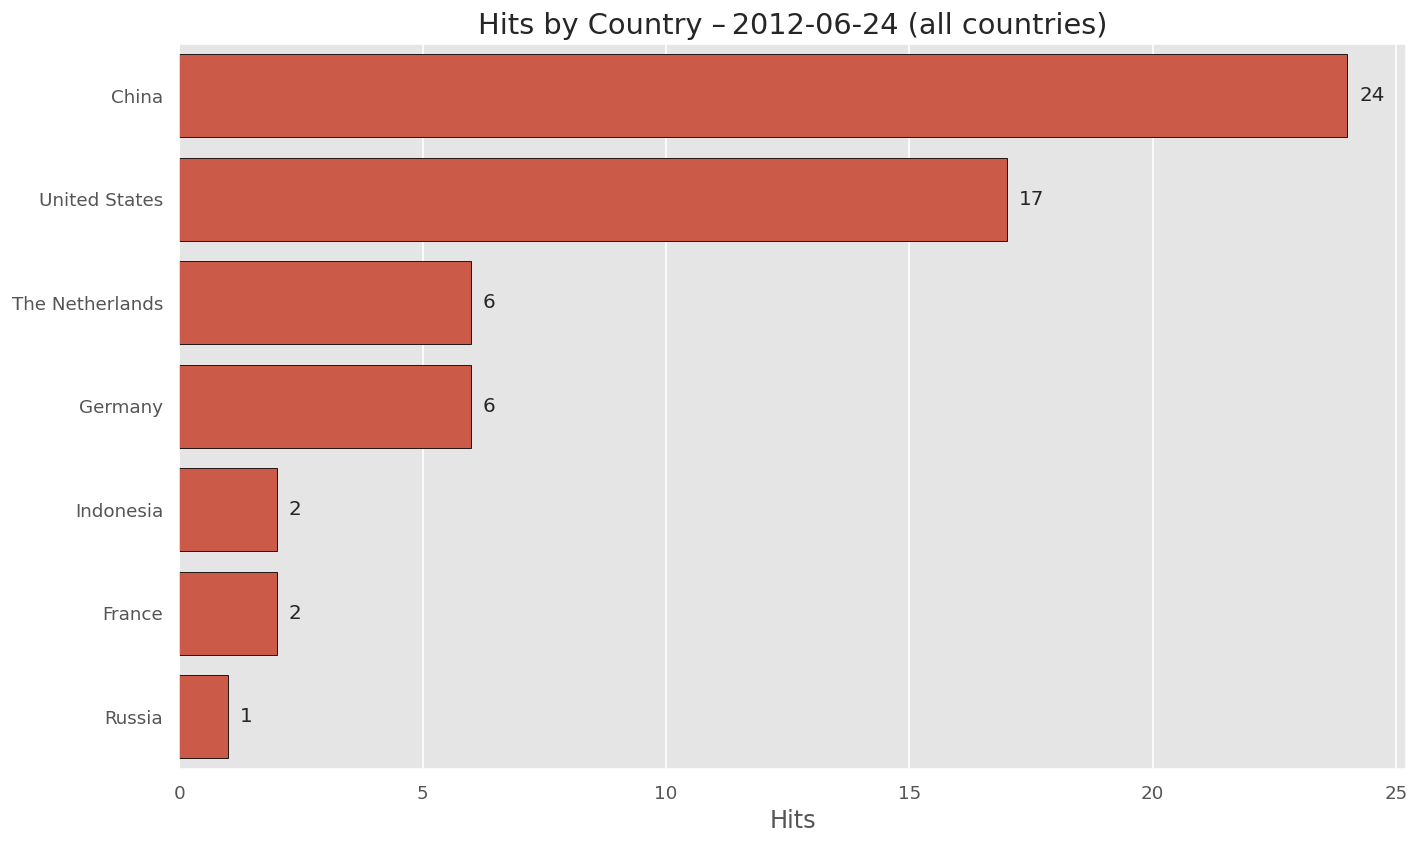 Hits by Country – 2012-06-24 (all countries)
China
24
United States
17
The Netherlands
6
Germany
6
Indonesia
2
France
2
Russia
1
0
5
10
15
20
25
Hits